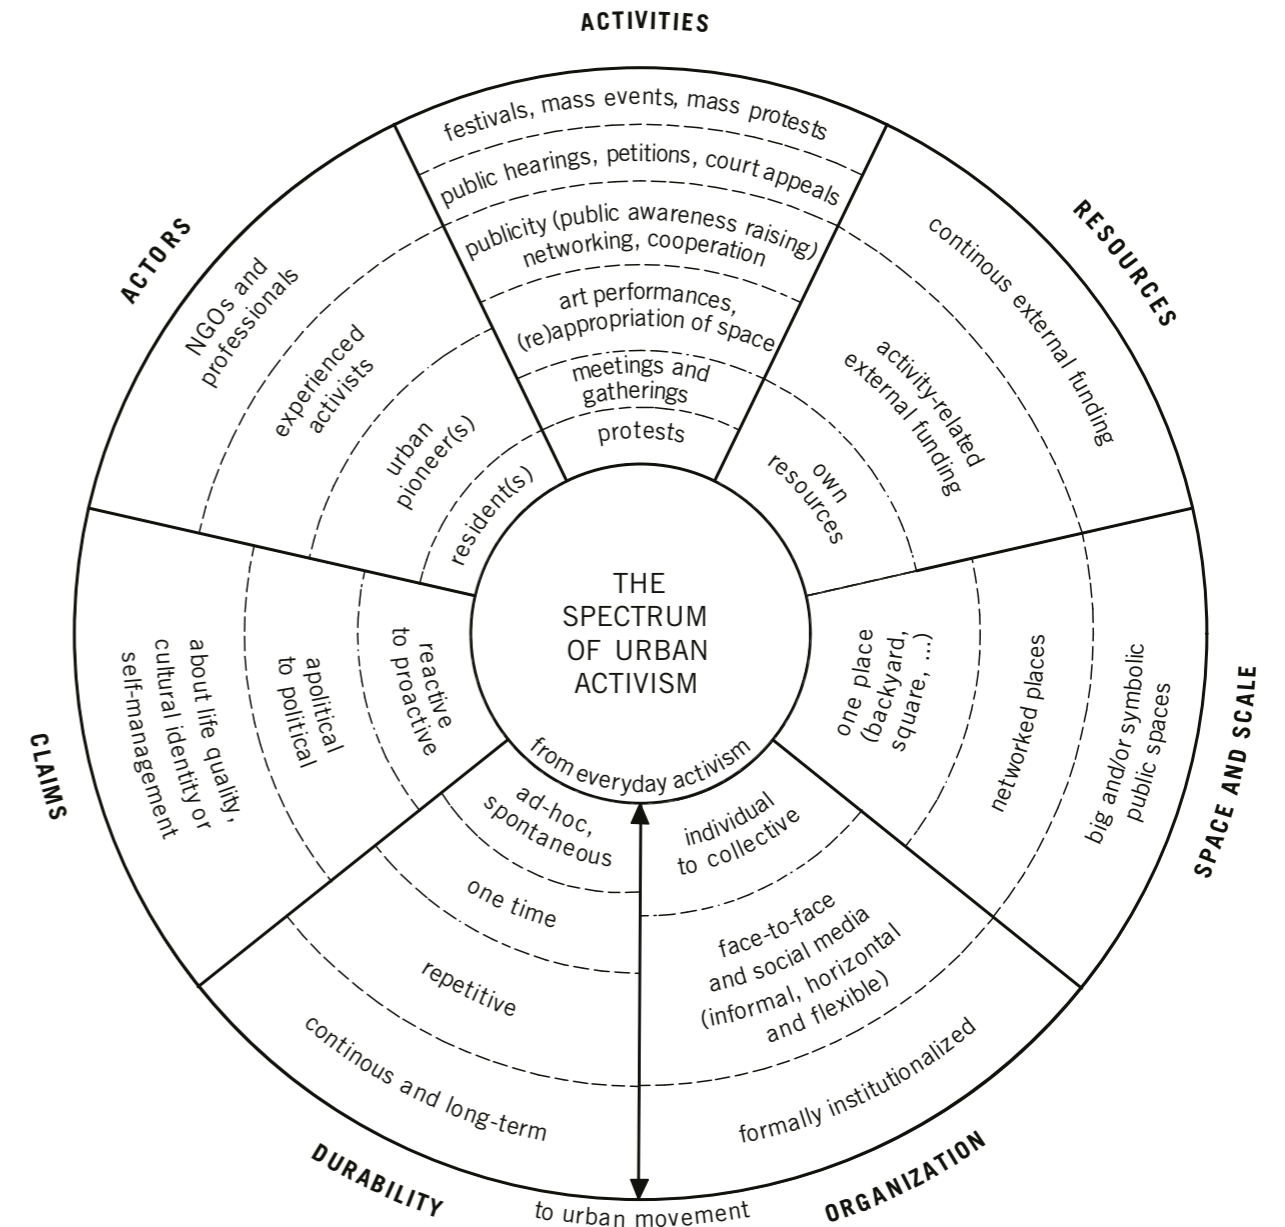 ACTIVITIES
festivals, mass events, mass protests
public hearings, petitions, court appeals
publicity (public awareness raising)
networking, cooperation
art performances,
(re)appropriation of space
meetings and
gatherings
protests
RESOURCES
continous external funding
activity-related
external funding
own
resources
SPACE AND SCALE
one place
(backyard,
square, ...)
networked places
big and/or symbolic
public spaces
ORGANIZATION
individual
to collective
face-to-face
and social media
(informal, horizontal
and flexible)
formally institutionalized
DURABILITY
ad-hoc,
spontaneous
one time
repetitive
continous and long-term
CLAIMS
about life quality,
cultural identity or
self-management
apolitical
to political
reactive
to proactive
ACTORS
NGOs and
professionals
experienced
activists
urban
pioneer(s)
resident(s)
THE
SPECTRUM
OF URBAN
ACTIVISM
from everyday activism
to urban movement